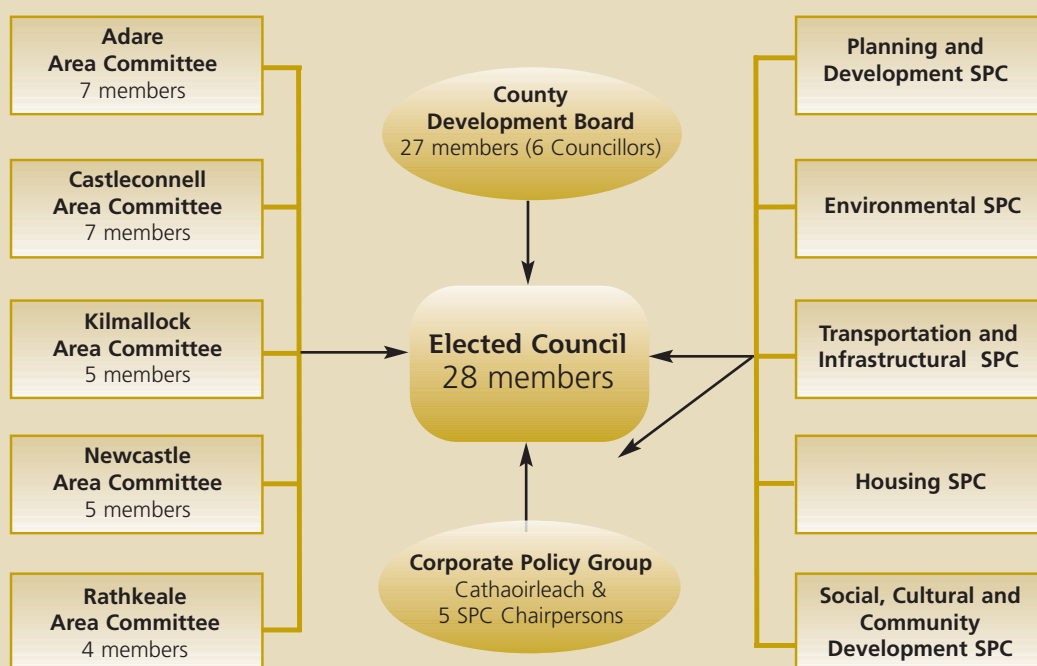 Adare
Area Committee
7 members
Castleconnell
Area Committee
7 members
Kilmallock
Area Committee
5 members
Newcastle
Area Committee
5 members
Rathkeale
Area Committee
4 members
County
Development Board
27 members (6 Councillors)
Elected Council
28 members
Corporate Policy Group
Cathaoirleach &
5 SPC Chairpersons
Planning and
Development SPC
Environmental SPC
Transportation and
Infrastructural SPC
Housing SPC
Social, Cultural and
Community
Development SPC